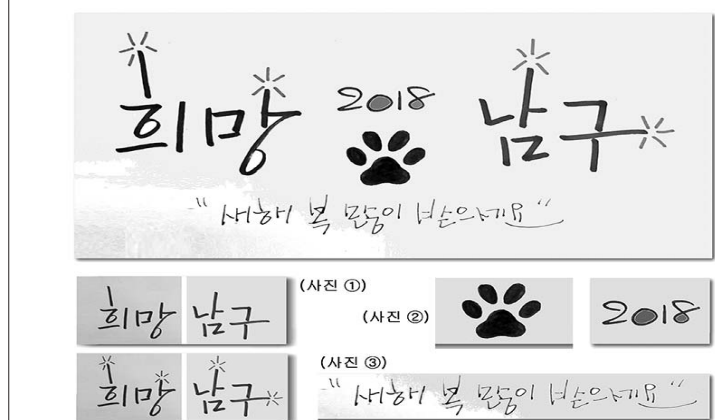 희망 2018 남구
"새해 복 많이 받으세요"
희망 남구 (사진 ①)
(사진 ②) 2018
희망 남구 (사진 ③)
"새해 복 많이 받으세요"